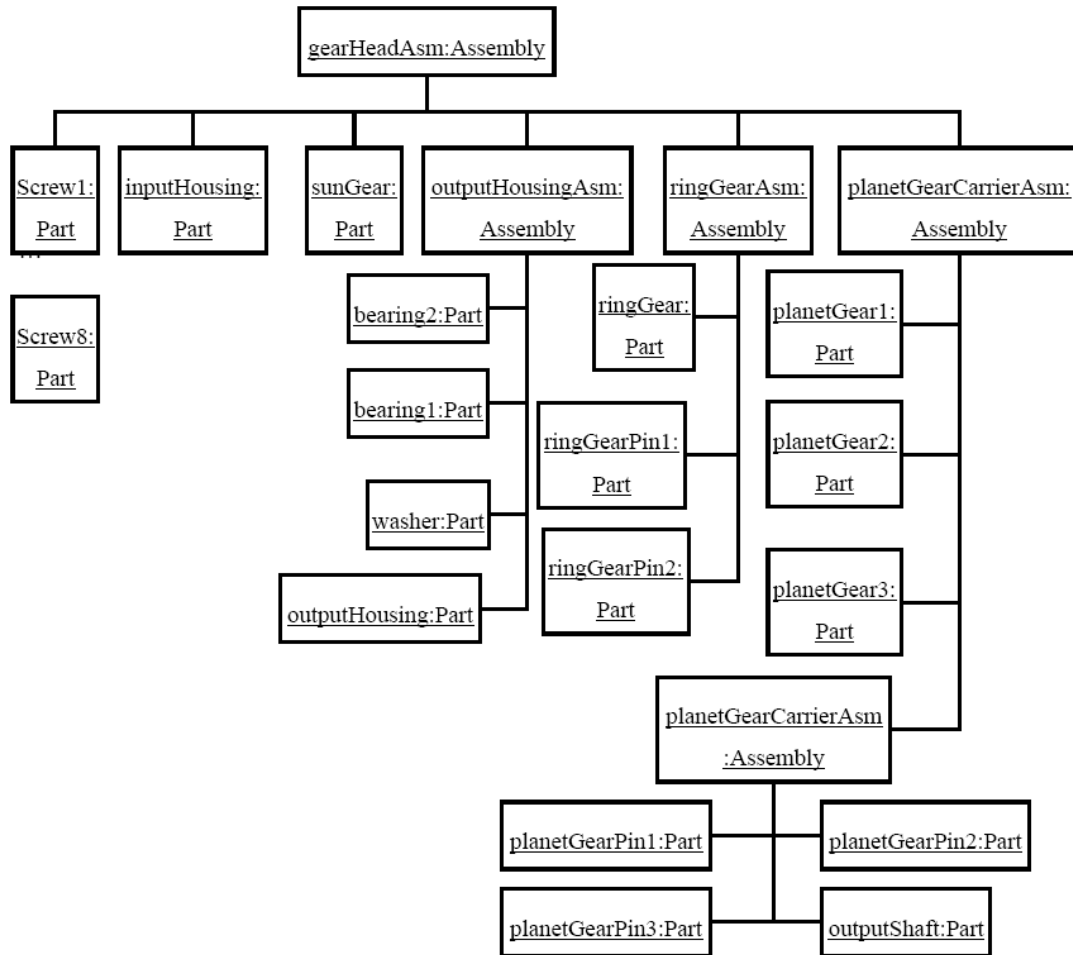 gearHeadAsm:Assembly
Screw1:
Part
...
Screw8:
Part
inputHousing:
Part
sunGear:
Part
outputHousingAsm:
Assembly
ringGearAsm:
Assembly
planetGearCarrierAsm:
Assembly
bearing2:Part
bearing1:Part
washer:Part
outputHousing:Part
ringGear:
Part
ringGearPin1:
Part
ringGearPin2:
Part
planetGear1:
Part
planetGear2:
Part
planetGear3:
Part
planetGearCarrierAsm
:Assembly
planetGearPin1:Part
planetGearPin2:Part
planetGearPin3:Part
outputShaft:Part